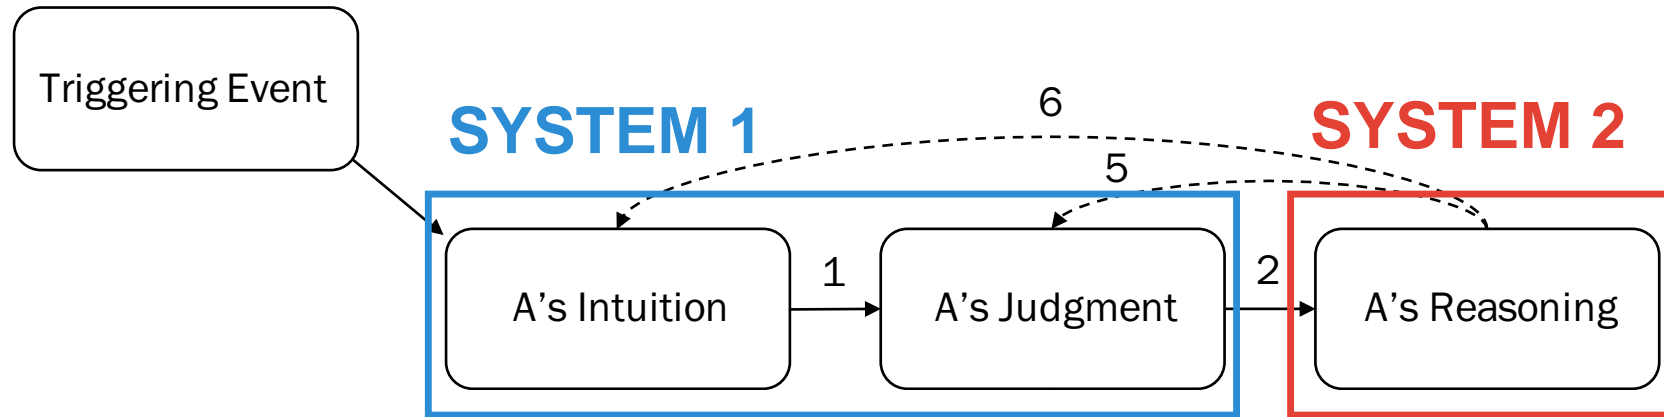 Triggering Event
SYSTEM 1
6
SYSTEM 2
5
A's Intuition
1
A's Judgment
2
A's Reasoning